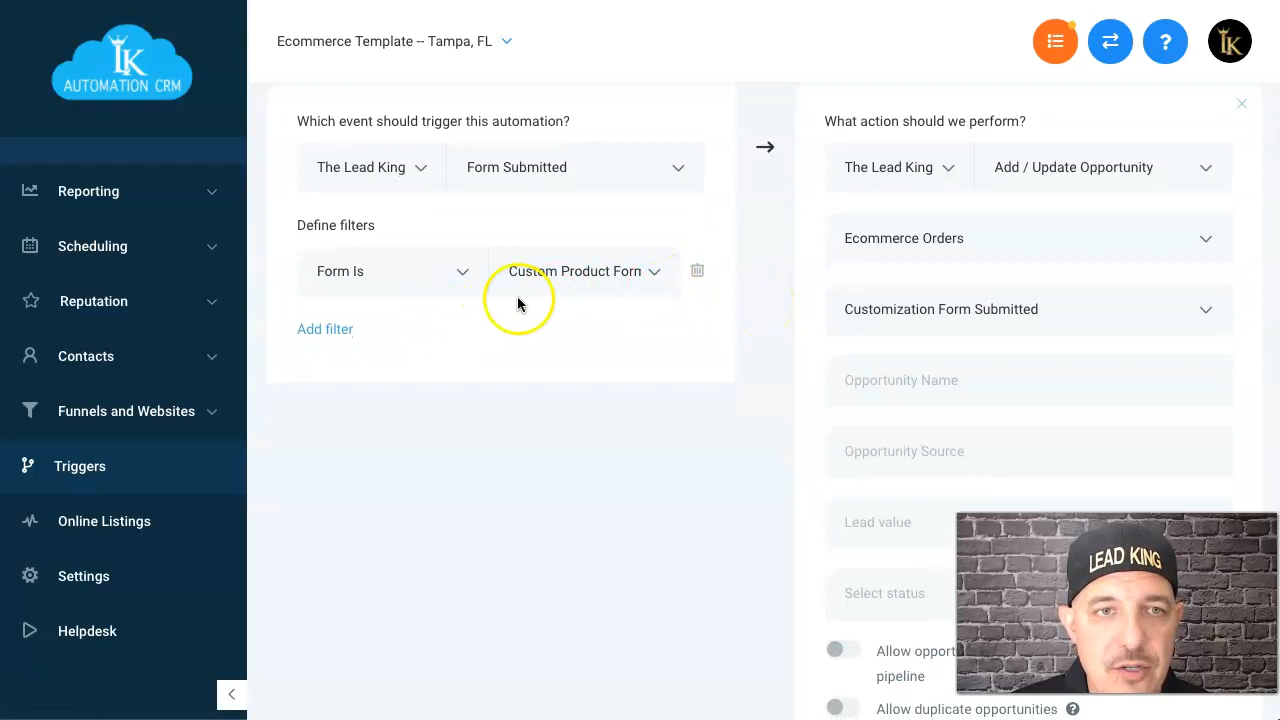 LK
AUTOMATION CRM
Ecommerce Template -- Tampa, FL
?
LK
Reporting
Scheduling
Reputation
Contacts
Funnels and Websites
Triggers
Online Listings
Settings
Helpdesk
Which event should trigger this automation?
The Lead King
Form Submitted
Define filters
Form Is
Custom Product Form
Add filter
What action should we perform?
The Lead King
Add / Update Opportunity
Ecommerce Orders
Customization Form Submitted
Opportunity Name
Opportunity Source
Lead value
Select status
Allow opport
pipeline
Allow duplicate opportunities ?
LEAD KING